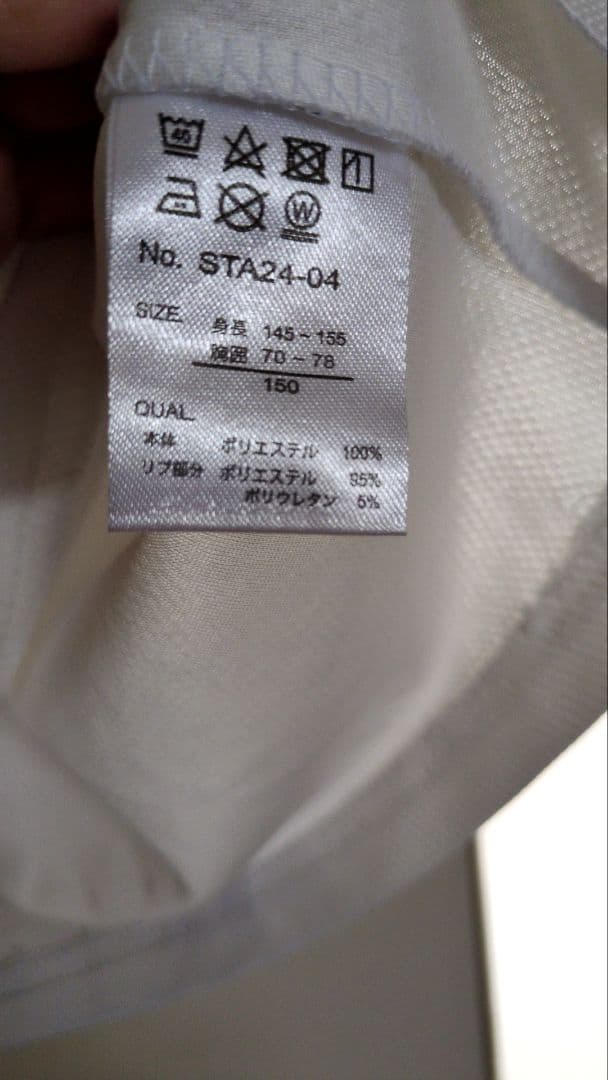 40
W
No. STA24-04
SIZE
身長 145~155
胸囲 70~78
150
QUAL.
本体 ポリエステル 100%
リブ部分 ポリエステル 95%
ポリウレタン 5%